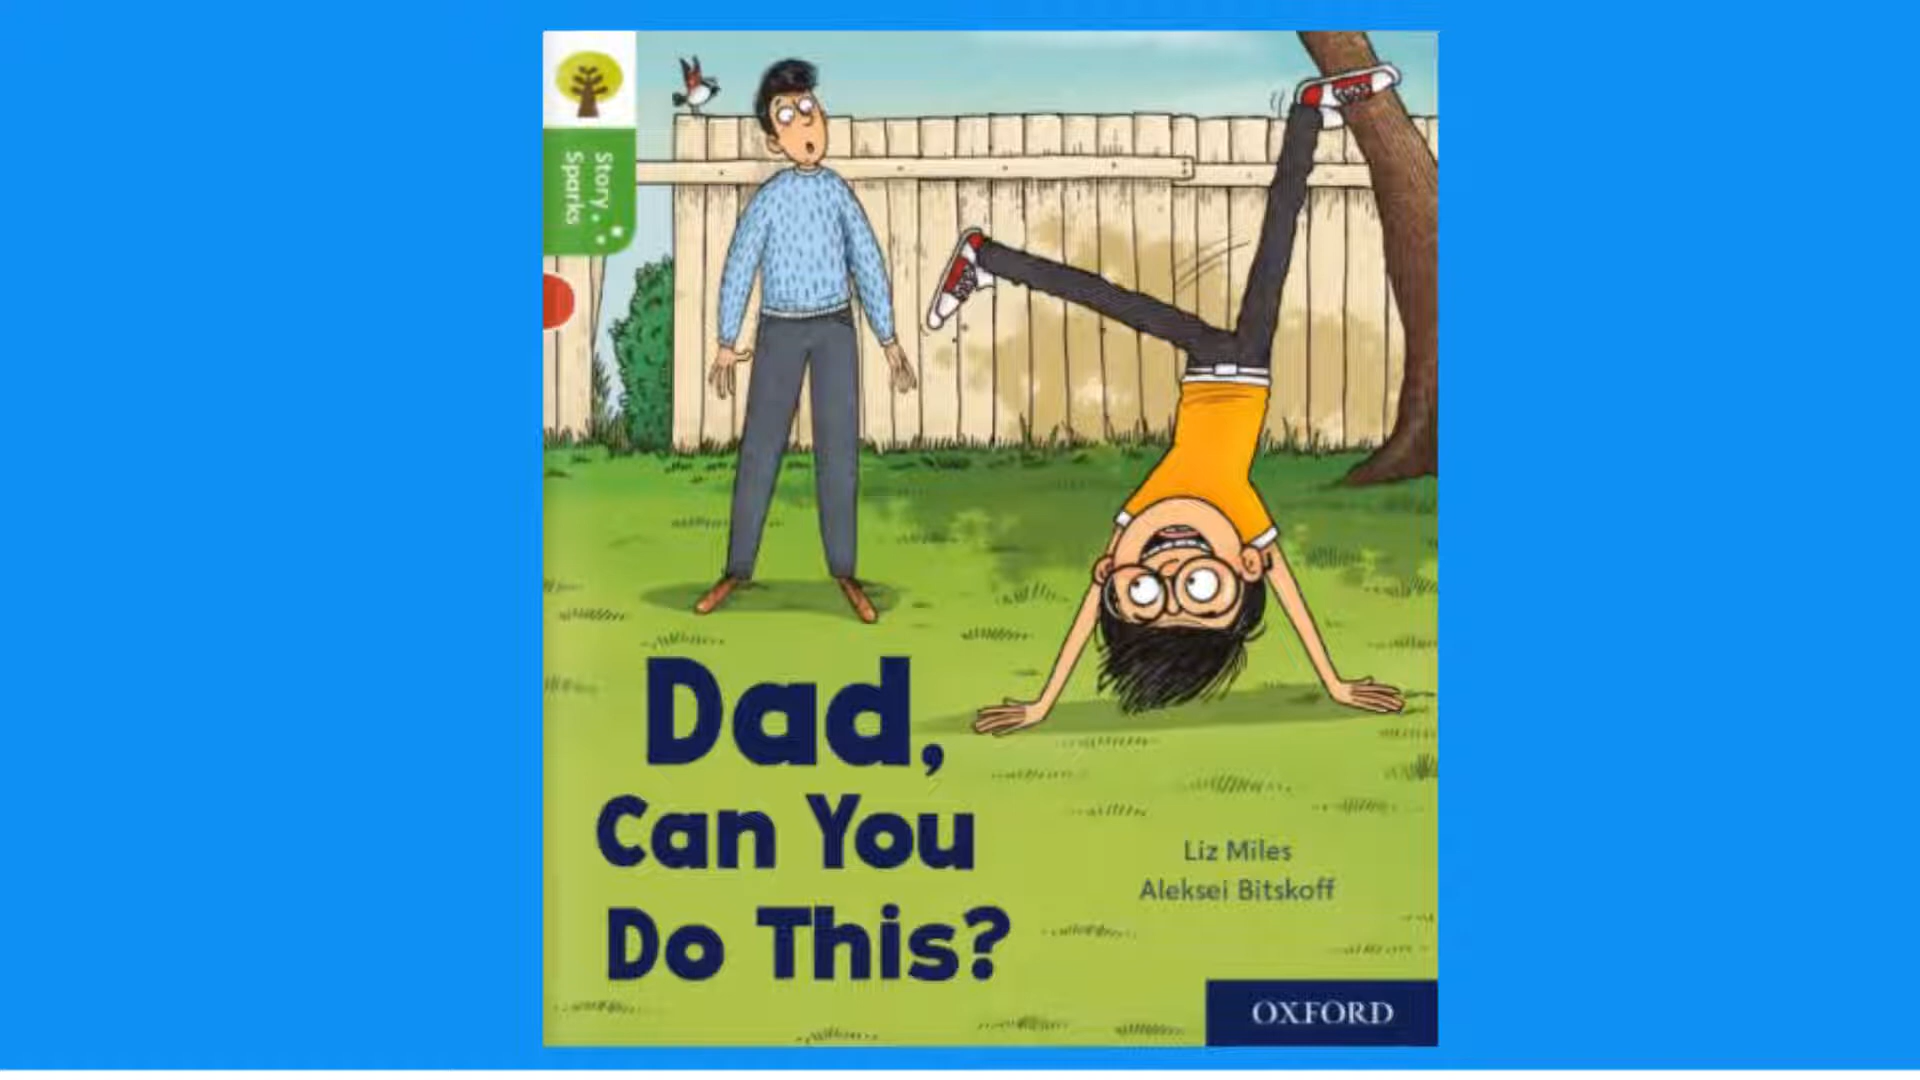 Story
Sparks
Dad,
Can You
Do This?
Liz Miles
Aleksei Bitskoff
OXFORD